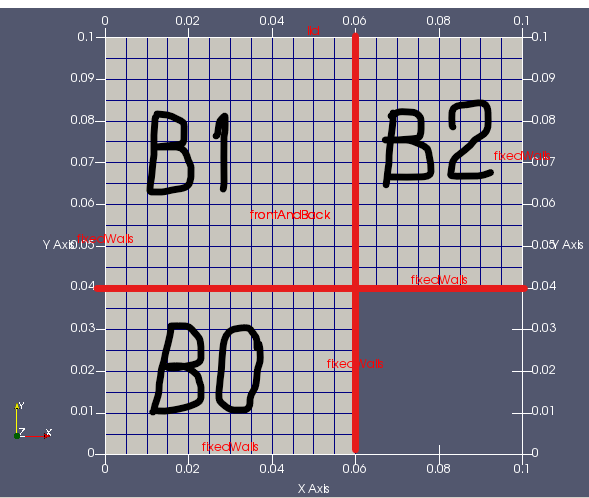 0 0.02 0.04 0.06 0.08 0.1
lid
0.1 0.1
0.09 0.09
0.08 0.08
B1 B2
0.07 fixedWalls 0.07
0.06 0.06
frontAndBack
fixedWalls
Y Axis 0.05 0.05 Y Axis
fixedWalls
0.04 0.04
0.03 0.03
B0
fixedWalls
0.02 0.02
0.01 0.01
Y
Z X
fixedWalls
0 0
0 0.02 0.04 0.06 0.08 0.1
X Axis